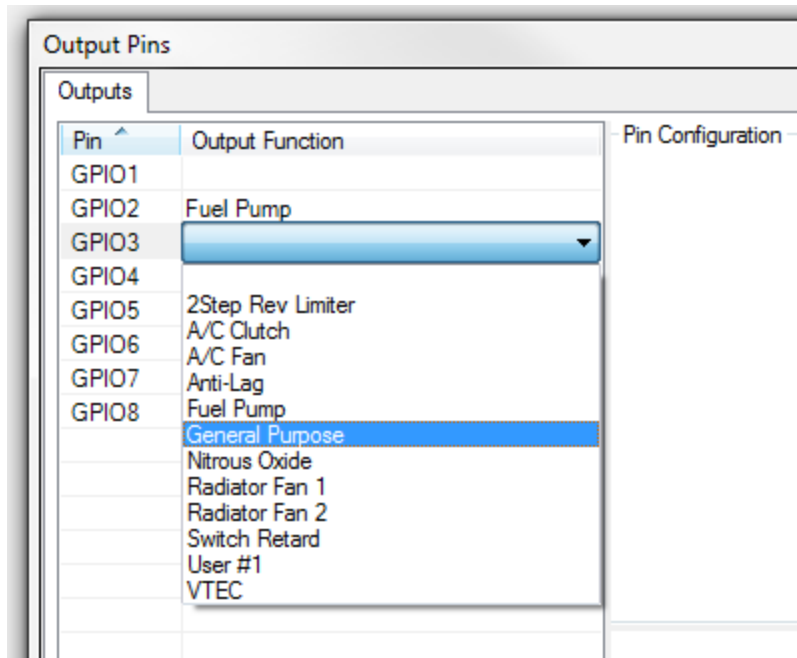 Output Pins
Outputs
Pin Output Function Pin Configuration
GPIO1
GPIO2 Fuel Pump
GPIO3
GPIO4
GPIO5 2Step Rev Limiter
A/C Clutch
GPIO6 A/C Fan
GPIO7 Anti-Lag
GPIO8 Fuel Pump
General Purpose
Nitrous Oxide
Radiator Fan 1
Radiator Fan 2
Switch Retard
User #1
VTEC